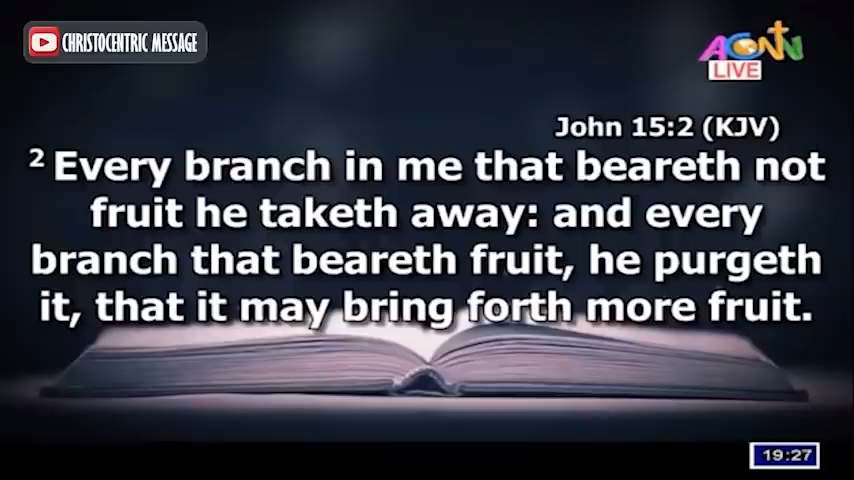 CHRISTOCENTRIC MESSAGE
ACNN
LIVE
John 15:2 (KJV)
2 Every branch in me that beareth not
fruit he taketh away: and every
branch that beareth fruit, he purgeth
it, that it may bring forth more fruit.
19:27